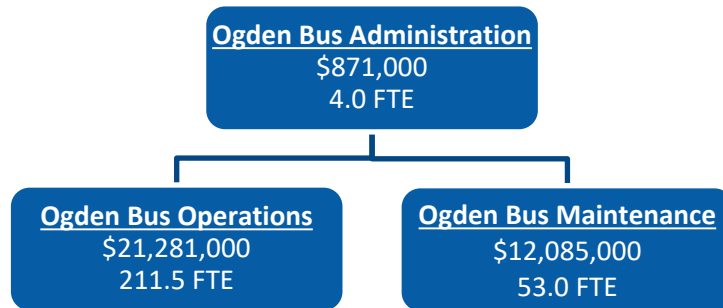 Ogden Bus Administration
$871,000
4.0 FTE
Ogden Bus Operations
$21,281,000
211.5 FTE
Ogden Bus Maintenance
$12,085,000
53.0 FTE